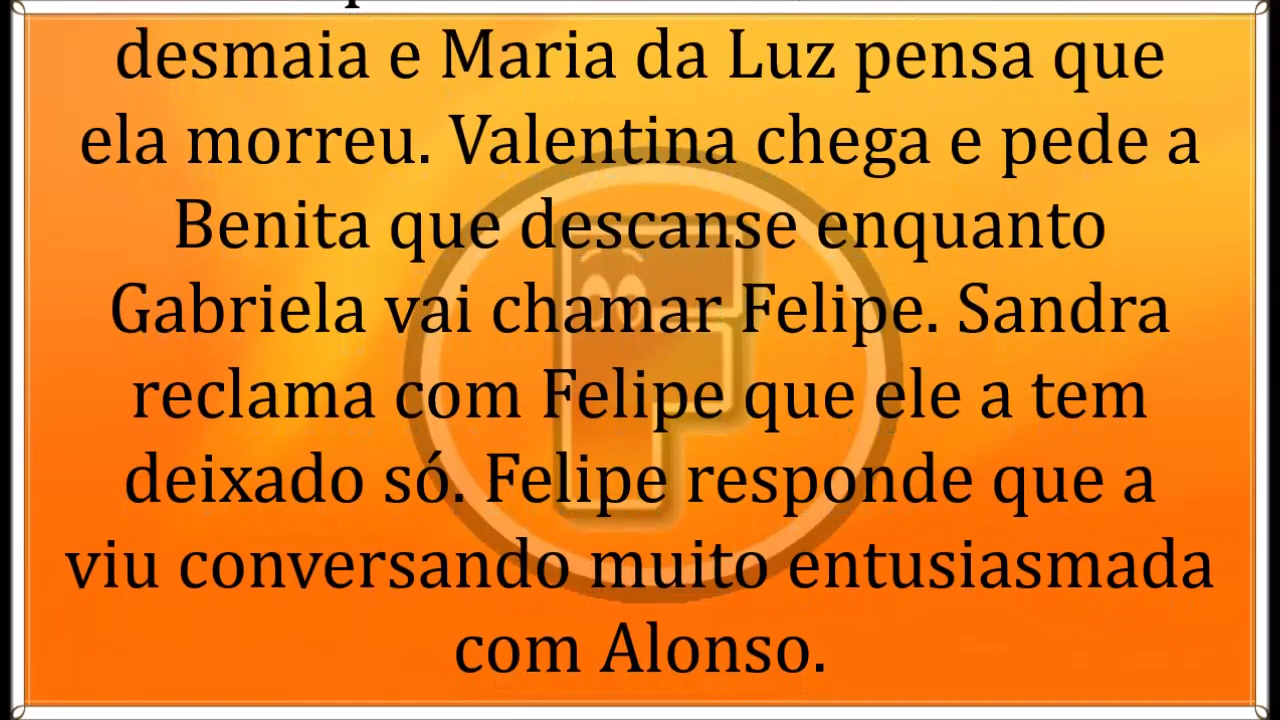 desmaia e Maria da Luz pensa que
ela morreu. Valentina chega e pede a
Benita que descanse enquanto
Gabriela vai chamar Felipe. Sandra
reclama com Felipe que ele a tem
deixado só. Felipe responde que a
viu conversando muito entusiasmada
com Alonso.